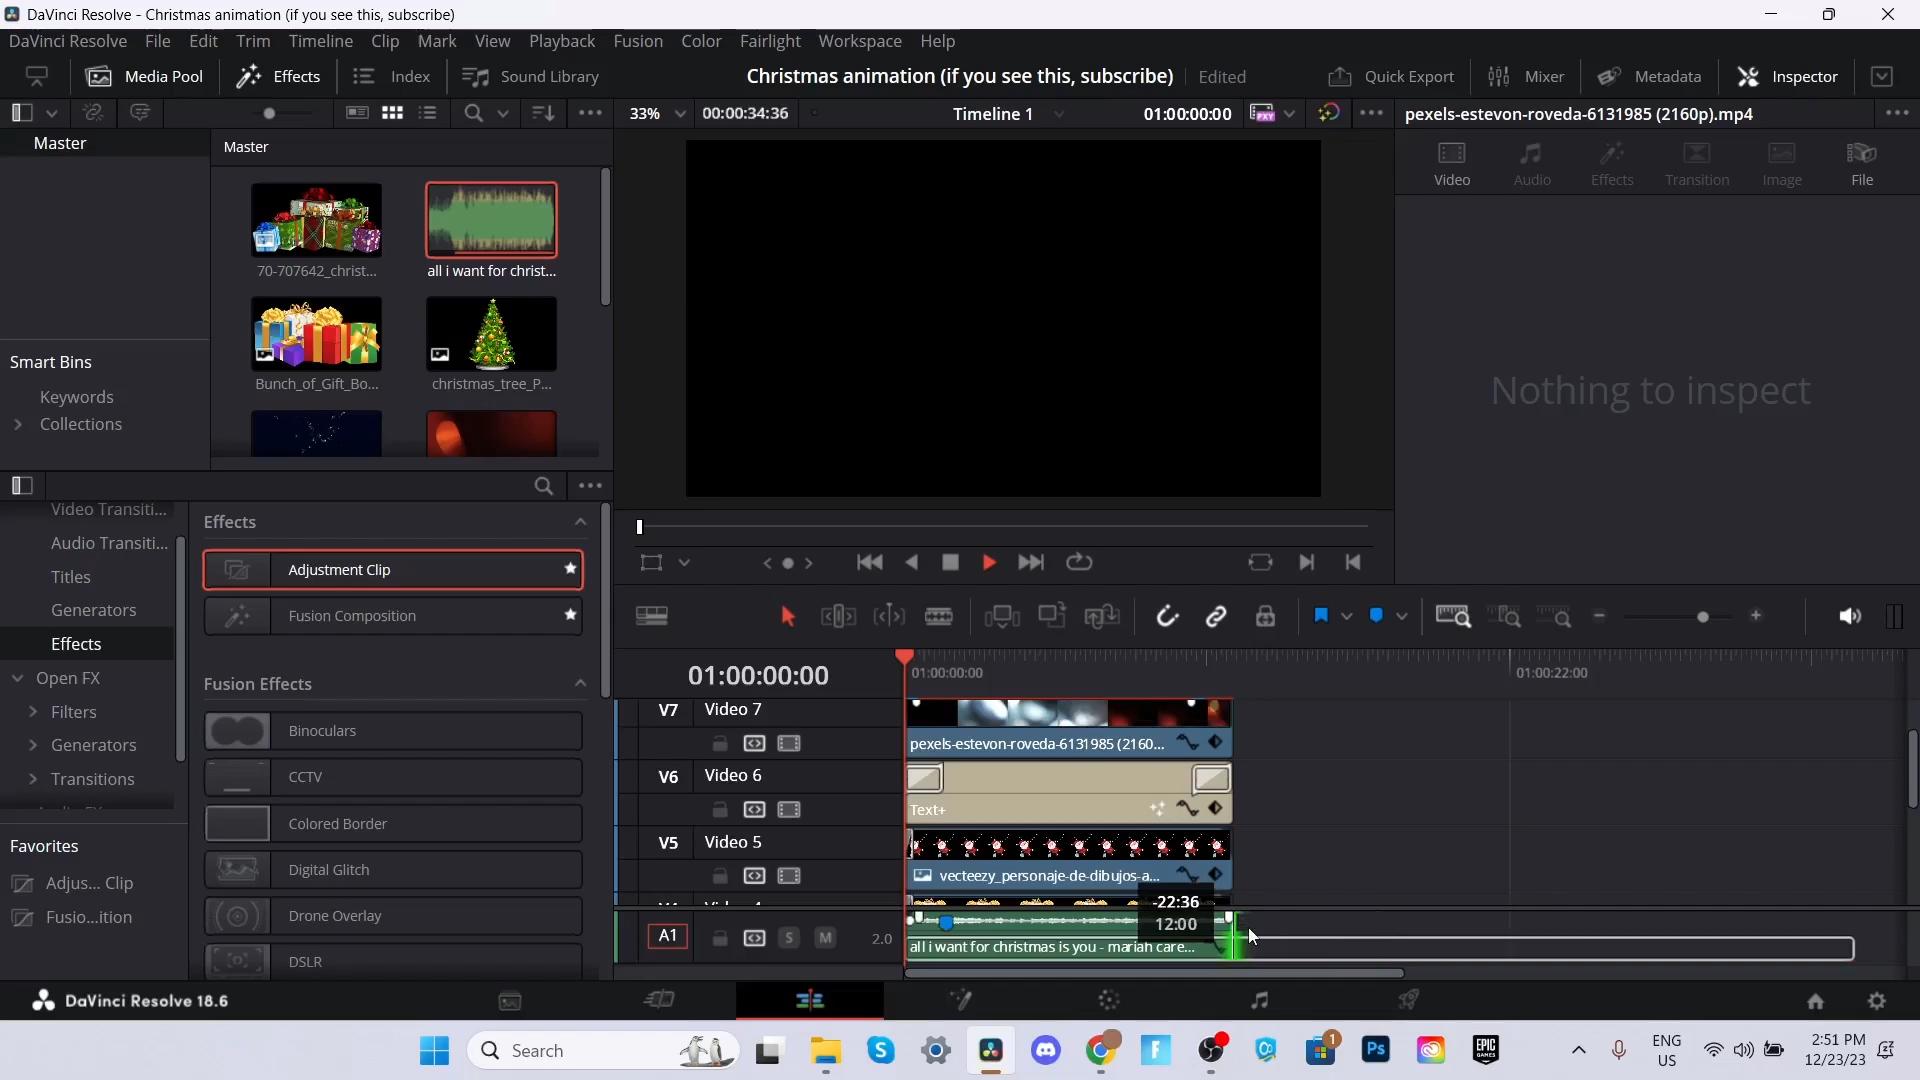 DaVinci Resolve - Christmas animation (if you see this, subscribe)
DaVinci Resolve File Edit Trim Timeline Clip Mark View Playback Fusion Color Fairlight Workspace Help
Media Pool Effects Index Sound Library Christmas animation (if you see this, subscribe) Edited Quick Export Mixer Metadata Inspector
33% 00:00:34:36 Timeline 1 01:00:00:00 PXY pexels-estevon-roveda-6131985 (2160p).mp4
Master Master
Video Audio Effects Transition Image File
70-707642_christ... all i want for christ...
Smart Bins
Bunch_of_Gift_Bo... christmas_tree_P...
Keywords
Nothing to inspect
Collections
Video Transiti...
Effects
Audio Transiti...
Adjustment Clip
Titles
Generators
Fusion Composition
Effects
Open FX
Fusion Effects
Filters
Binoculars
Generators
CCTV
Transitions
Colored Border
Favorites
Digital Glitch
Adjus... Clip
Drone Overlay
Fusio...ition
DSLR
01:00:00:00 01:00:00:00 01:00:22:00
V7 Video 7
pexels-estevon-roveda-6131985 (2160...
V6 Video 6
Text+
V5 Video 5
vecteezy_personaje-de-dibujos-a...
-22:36
12:00
A1 S M 2.0
all i want for christmas is you - mariah care...
DaVinci Resolve 18.6
Search
S
F
1
Ps
EPIC GAMES
ENG
US
2:51 PM
12/23/23